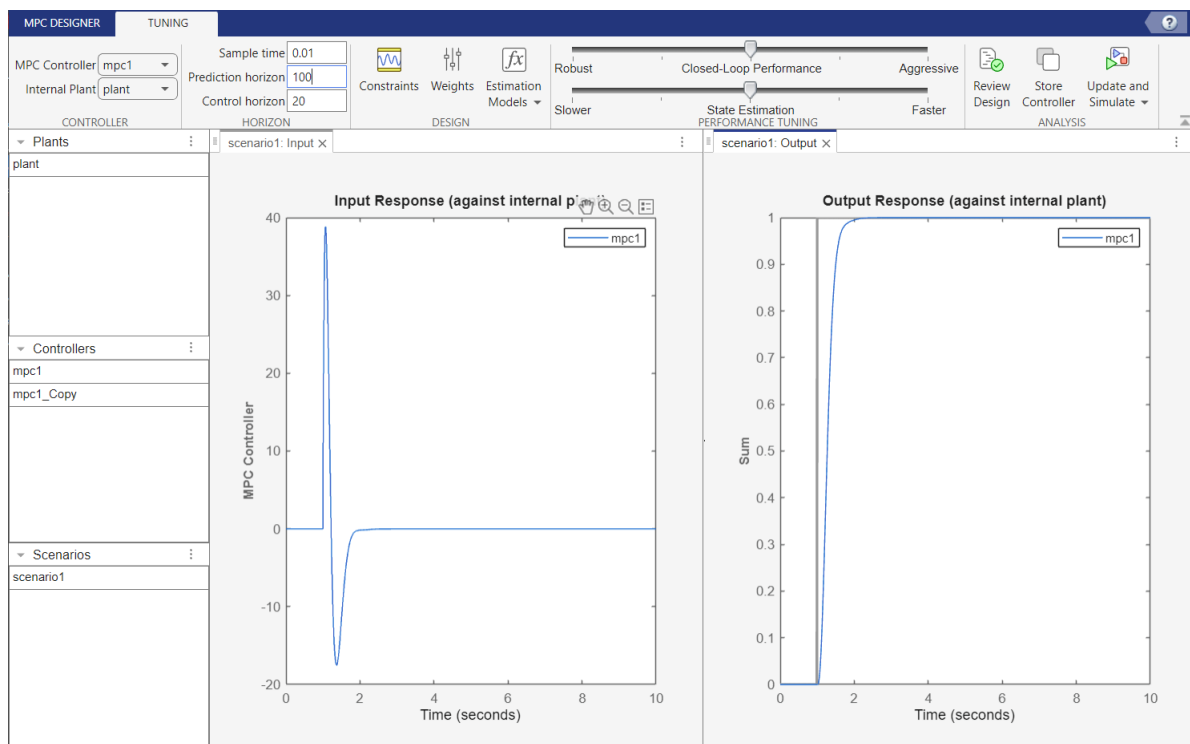 MPC DESIGNER
TUNING
MPC Controller mpc1
Internal Plant plant
CONTROLLER
Sample time 0.01
Prediction horizon 100
Control horizon 20
HORIZON
Constraints
Weights
Estimation
Models
DESIGN
Robust
Closed-Loop Performance
Aggressive
Slower
State Estimation
Faster
PERFORMANCE TUNING
Review
Design
Store
Controller
Update and
Simulate
ANALYSIS
?
Plants
plant
Controllers
mpc1
mpc1_Copy
Scenarios
scenario1
scenario1: Input
Input Response (against internal
mpc1
MPC Controller
40
30
20
10
0
-10
-20
0 2 4 6 8 10
Time (seconds)
scenario1: Output
Output Response (against internal plant)
mpc1
Sum
1
0.9
0.8
0.7
0.6
0.5
0.4
0.3
0.2
0.1
0
0 2 4 6 8 10
Time (seconds)